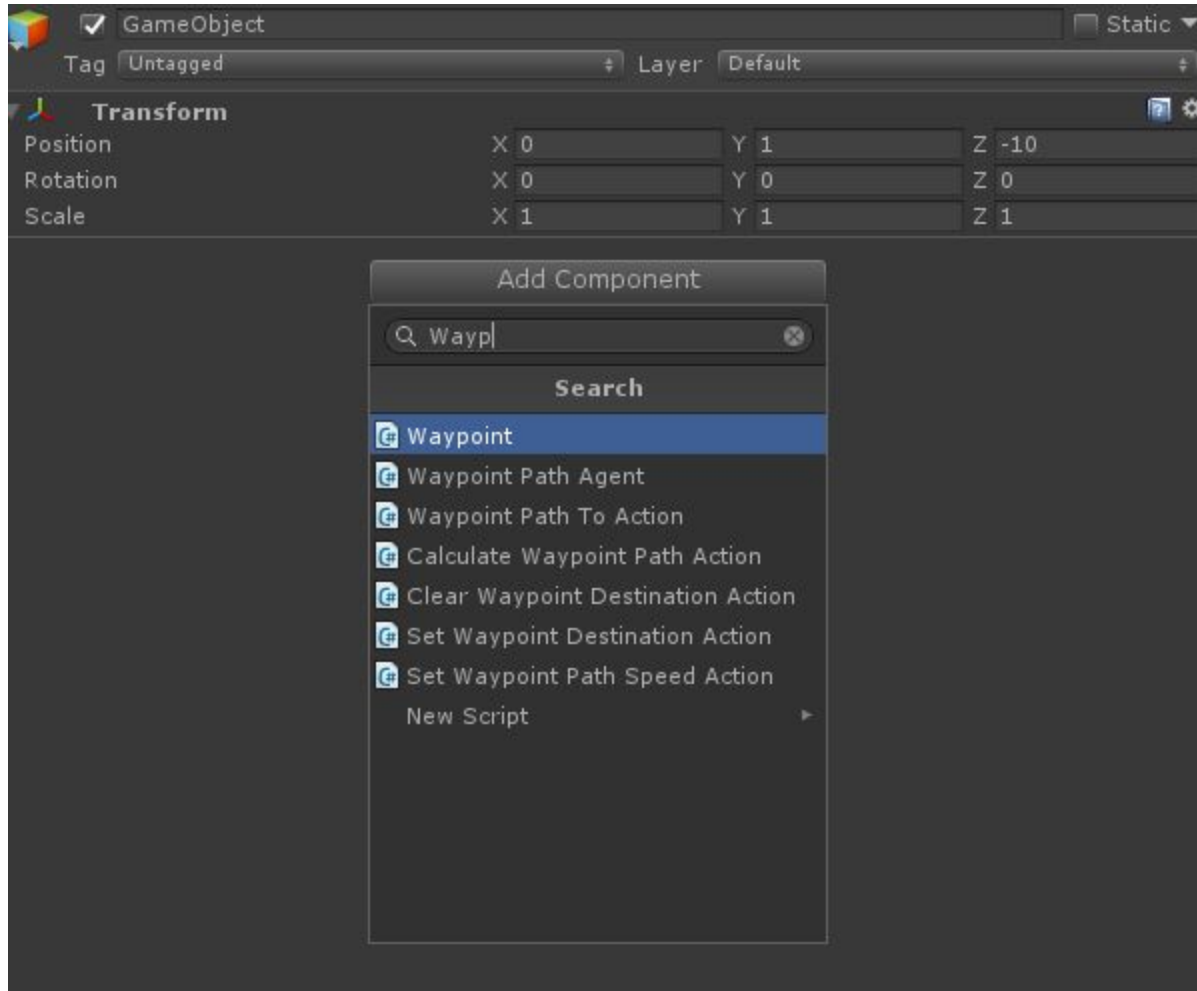 GameObject Static
Tag Untagged Layer Default
Transform
Position X 0 Y 1 Z -10
Rotation X 0 Y 0 Z 0
Scale X 1 Y 1 Z 1
Add Component
Wayp
Search
Waypoint
Waypoint Path Agent
Waypoint Path To Action
Calculate Waypoint Path Action
Clear Waypoint Destination Action
Set Waypoint Destination Action
Set Waypoint Path Speed Action
New Script